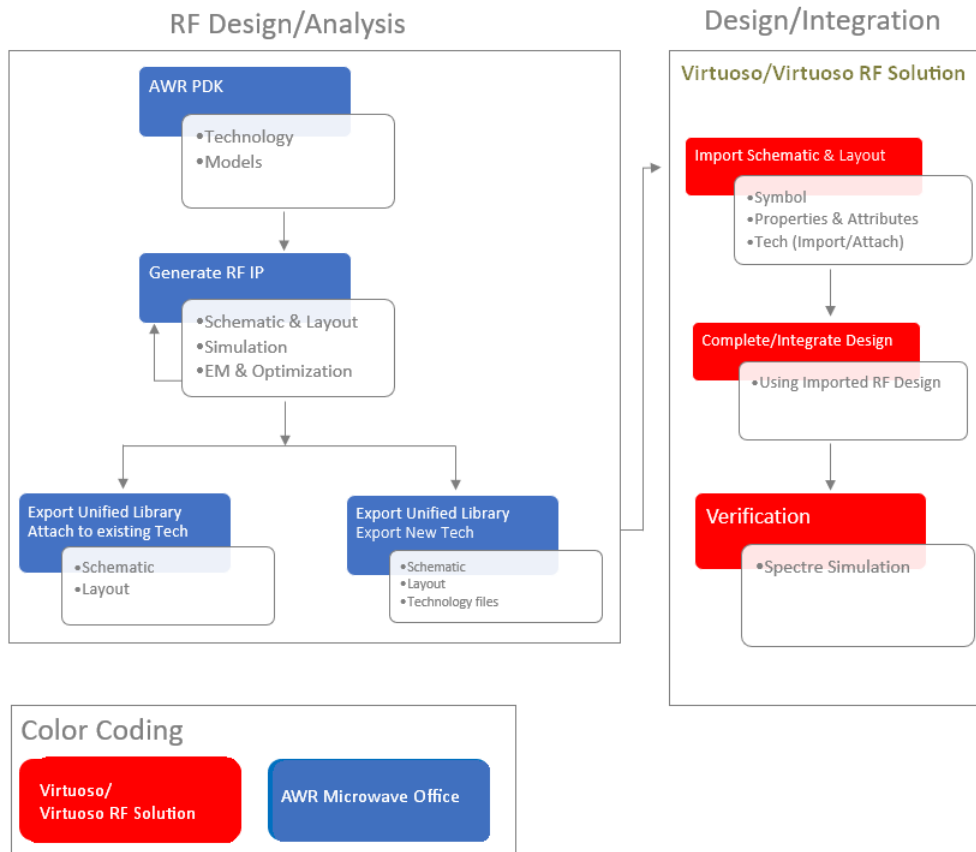 RF Design/Analysis
AWR PDK
•Technology
•Models
Generate RF IP
•Schematic & Layout
•Simulation
•EM & Optimization
Export Unified Library
Attach to existing Tech
•Schematic
•Layout
Export Unified Library
Export New Tech
•Schematic
•Layout
•Technology files
Design/Integration
Virtuoso/Virtuoso RF Solution
Import Schematic & Layout
•Symbol
•Properties & Attributes
•Tech (Import/Attach)
Complete/Integrate Design
•Using Imported RF Design
Verification
•Spectre Simulation
Color Coding
Virtuoso/
Virtuoso RF Solution
AWR Microwave Office